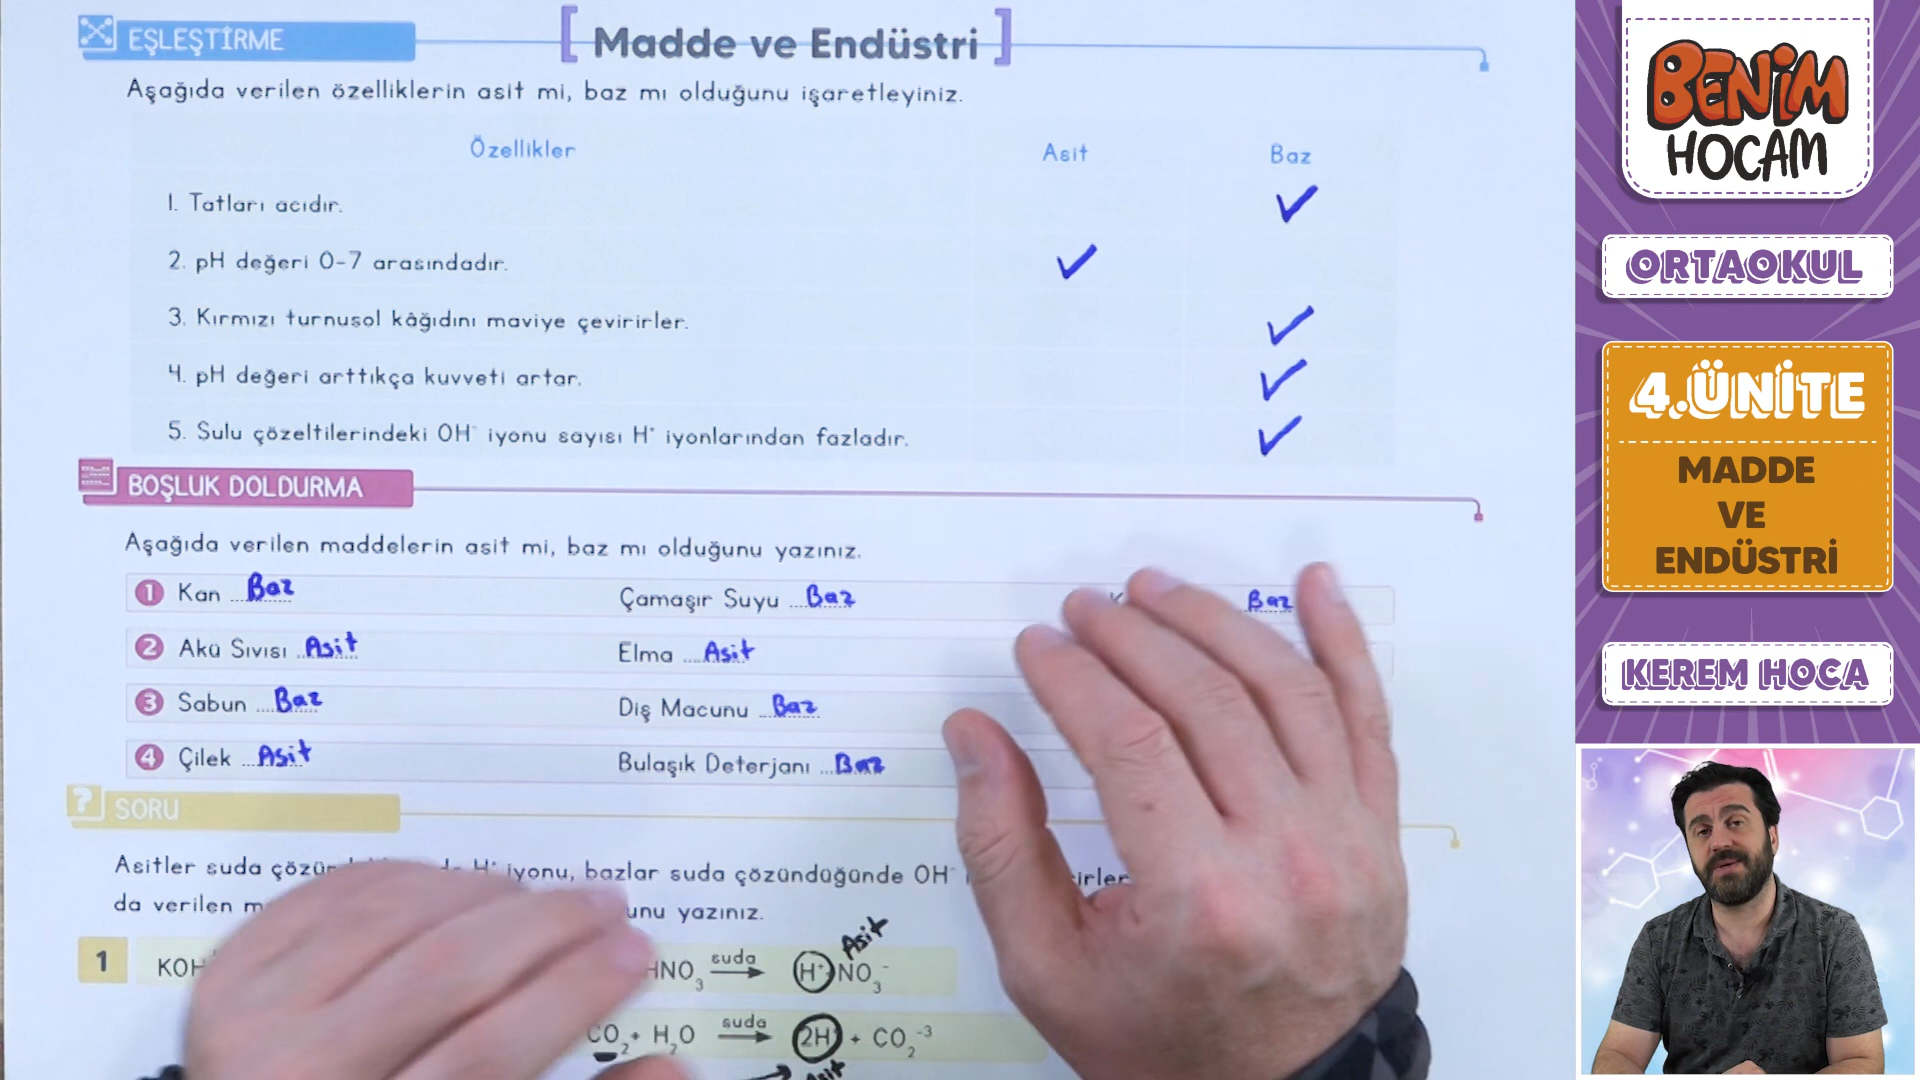 EŞLEŞTİRME
[ Madde ve Endüstri ]
Aşağıda verilen özelliklerin asit mi, baz mı olduğunu işaretleyiniz.
Özellikler Asit Baz
1. Tatları acıdır. ✓
2. pH değeri 0-7 arasındadır. ✓
3. Kırmızı turnusol kâğıdını maviye çevirirler. ✓
4. pH değeri arttıkça kuvveti artar. ✓
5. Sulu çözeltilerindeki OH⁻ iyonu sayısı H⁺ iyonlarından fazladır. ✓
BOŞLUK DOLDURMA
Aşağıda verilen maddelerin asit mi, baz mı olduğunu yazınız.
1 Kan Baz Çamaşır Suyu Baz Baz
2 Akü Sıvısı Asit Elma Asit
3 Sabun Baz Diş Macunu Baz
4 Çilek Asit Bulaşık Deterjanı Baz
? SORU
Asitler suda H⁺ iyonu, bazlar suda çözündüğünde OH⁻
da verilen yazınız.
Asit
1 KOH HNO₃ suda → H⁺ NO₃⁻
CO₂ + H₂O suda → 2H + CO₂⁻³
Asit
BENİM
HOCAM
ORTAOKUL
4.ÜNİTE
MADDE
VE
ENDÜSTRİ
KEREM HOCA